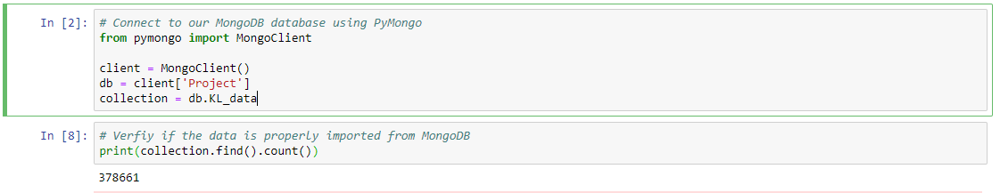 In [2]:
# Connect to our MongoDB database using PyMongo
from pymongo import MongoClient
client = MongoClient()
db = client['Project']
collection = db.KL_data
In [8]:
# Verfiy if the data is properly imported from MongoDB
print(collection.find().count())
378661